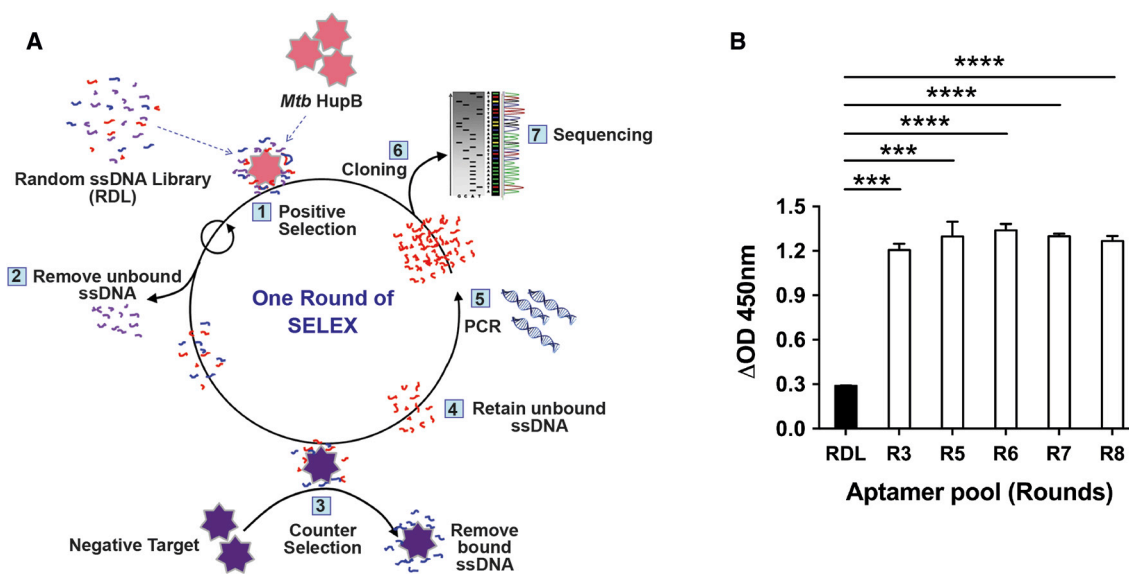 A
Mtb HupB
Random ssDNA Library
(RDL)
1 Positive
Selection
2 Remove unbound
ssDNA
One Round of
SELEX
3
Counter
Selection
Negative Target
Remove
bound
ssDNA
4 Retain unbound
ssDNA
5
PCR
6
Cloning
7 Sequencing
G C A T
B
****
****
****
***
***
ΔOD 450nm
1.5
1.2
0.9
0.6
0.3
0.0
RDL R3 R5 R6 R7 R8
Aptamer pool (Rounds)